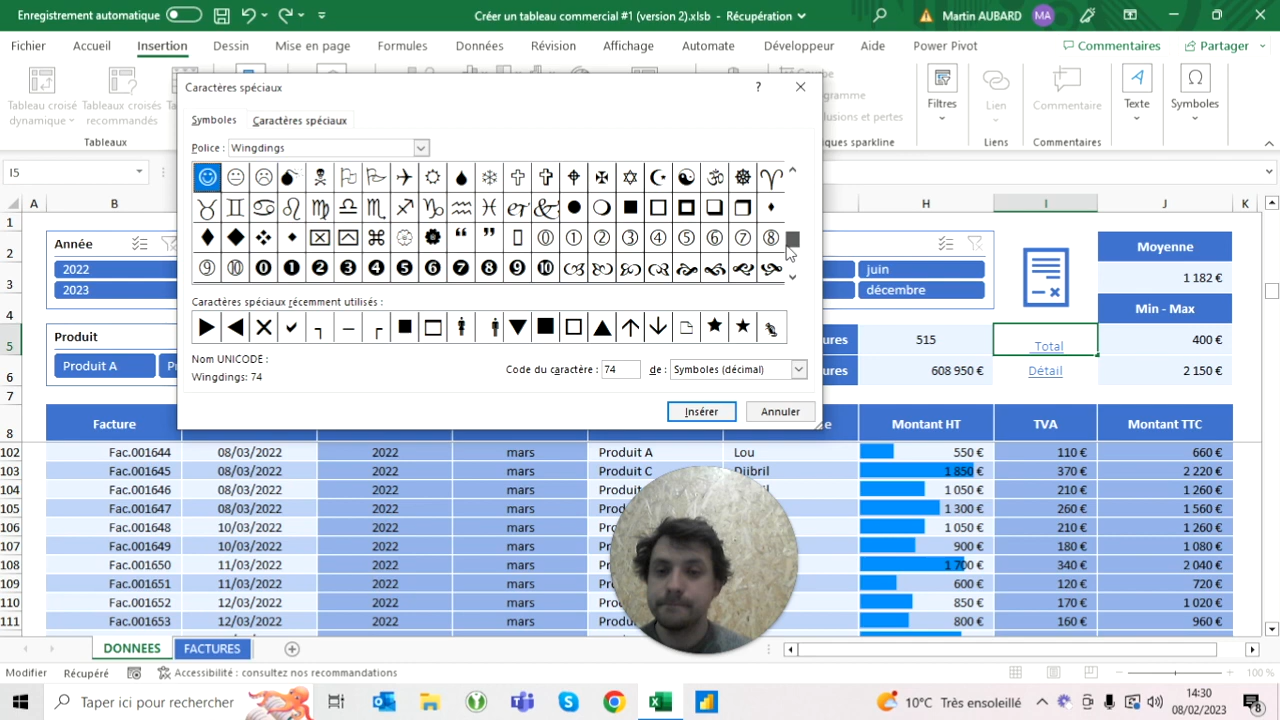 Enregistrement automatique
Créer un tableau commercial #1 (version 2).xlsb - Récupération
Martin AUBARD
MA
Fichier Accueil Insertion Dessin Mise en page Formules Données Révision Affichage Automate Développeur Aide Power Pivot
Commentaires
Partager
Tableau croisé dynamique
Tableaux croisés recommandés
Tableaux
Filtres
Lien
Liens
Commentaire
Commentaires
Texte
Symboles
Caractères spéciaux
?
Symboles Caractères spéciaux
Police : Wingdings
Caractères spéciaux récemment utilisés :
Nom UNICODE :
Wingdings: 74
Code du caractère : 74 de : Symboles (décimal)
Insérer Annuler
I5
A B H I J K
1
2
3
4
5
6
7
8
Année
2022
2023
juin
décembre
Produit
Produit A
Moyenne
1 182 €
Min - Max
400 €
2 150 €
515
608 950 €
Total
Détail
Facture Montant HT TVA Montant TTC
102 Fac.001644 08/03/2022 2022 mars Produit A Lou 550 € 110 € 660 €
103 Fac.001645 08/03/2022 2022 mars Produit C Djibril 1 850 € 370 € 2 220 €
104 Fac.001646 08/03/2022 2022 mars Produit 1 050 € 210 € 1 260 €
105 Fac.001647 08/03/2022 2022 mars Produit 1 300 € 260 € 1 560 €
106 Fac.001648 10/03/2022 2022 mars 1 050 € 210 € 1 260 €
107 Fac.001649 10/03/2022 2022 mars 900 € 180 € 1 080 €
108 Fac.001650 11/03/2022 2022 mars 1 700 € 340 € 2 040 €
109 Fac.001651 11/03/2022 2022 mars 600 € 120 € 720 €
110 Fac.001652 12/03/2022 2022 mars 850 € 170 € 1 020 €
111 Fac.001653 12/03/2022 2022 mars 800 € 160 € 960 €
DONNEES FACTURES
Modifier Récupéré Accessibilité : consultez nos recommandations
100 %
Taper ici pour rechercher
10°C Très ensoleillé
14:30
08/02/2023
8